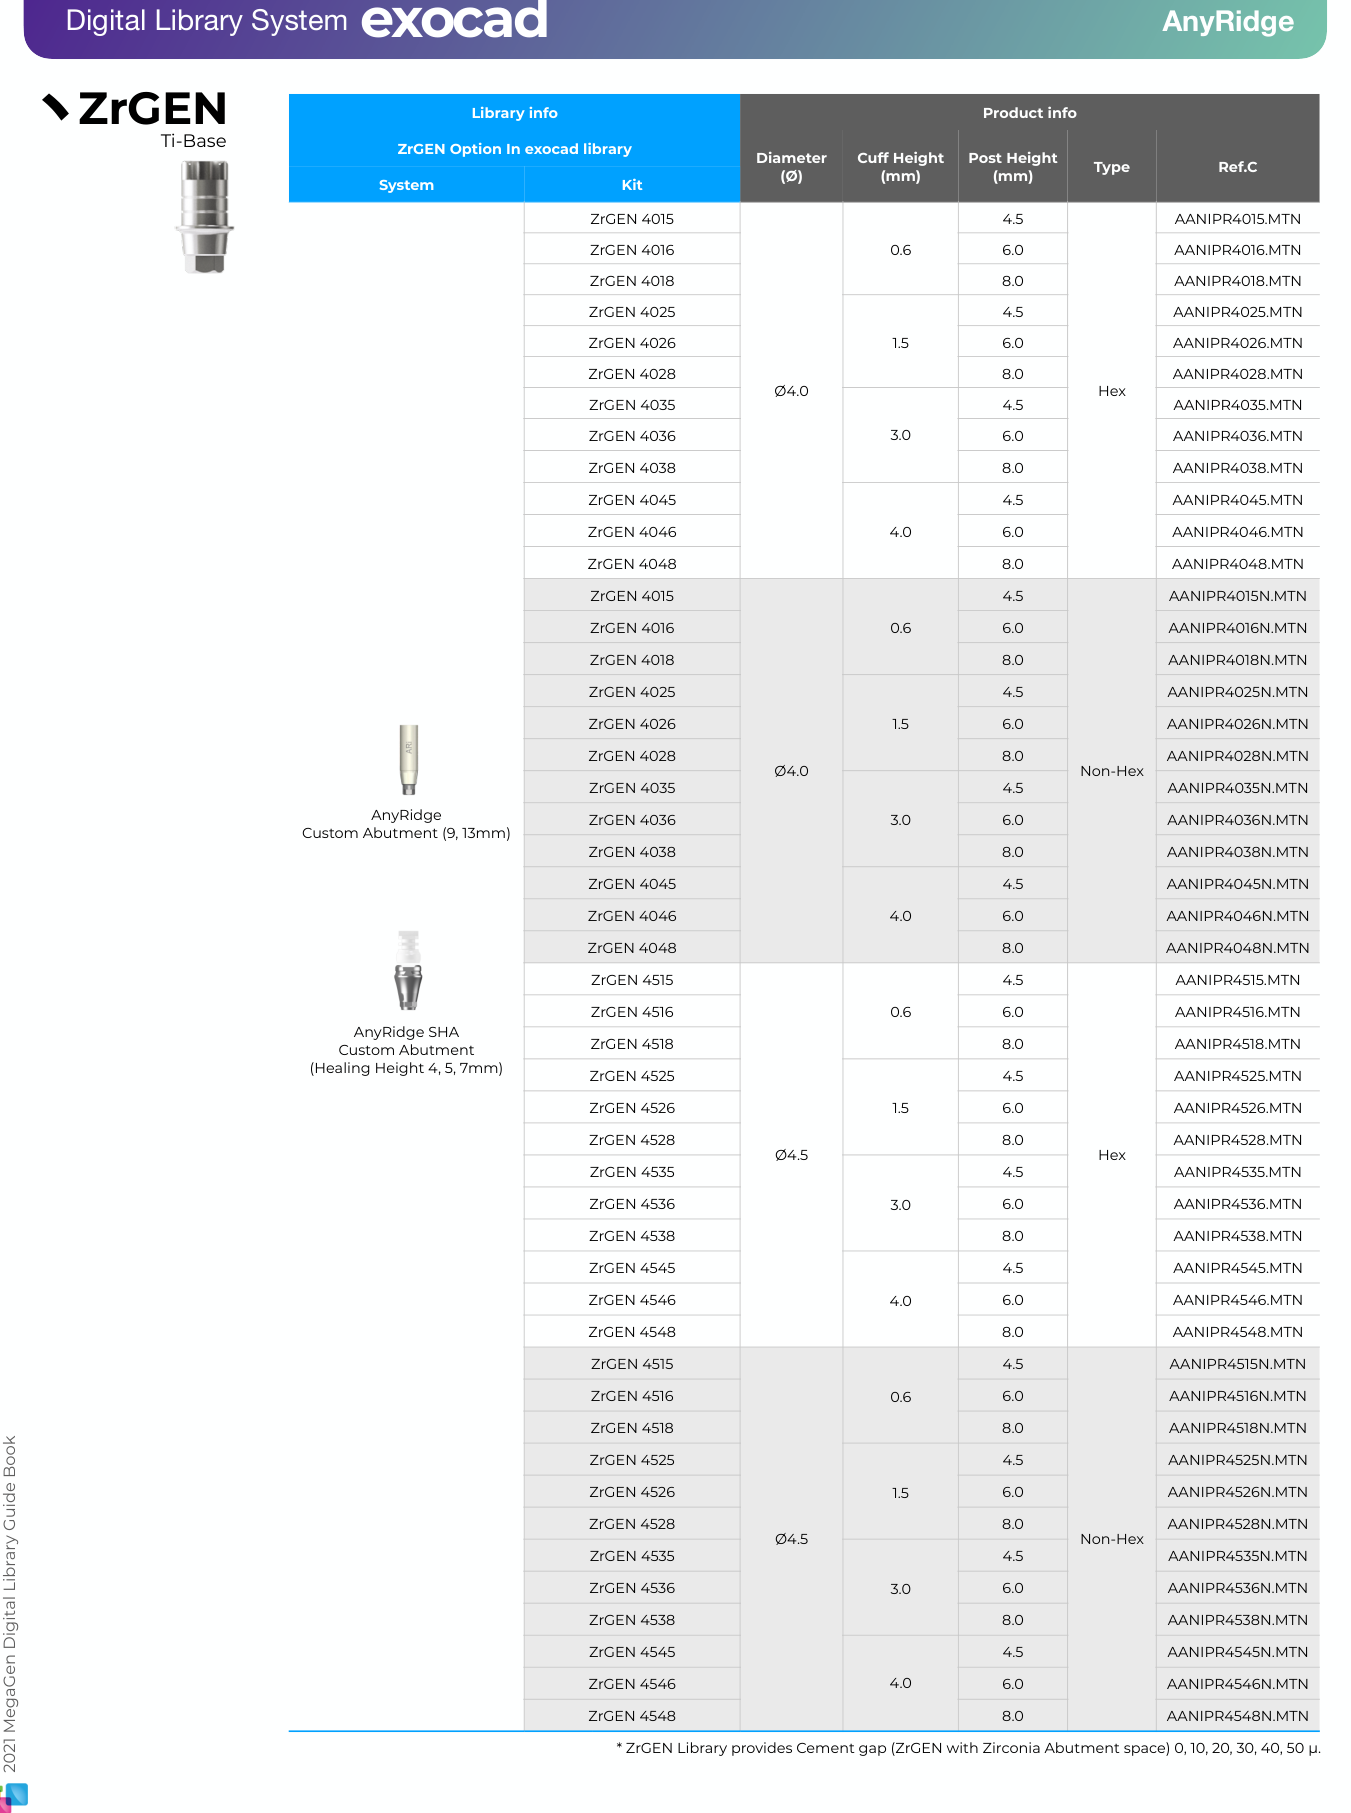 Digital Library System exocad
AnyRidge
ZrGEN
Ti-Base
Library info Product info
ZrGEN Option In exocad library
System Kit Diameter (Ø) Cuff Height (mm) Post Height (mm) Type Ref.C
ZrGEN 4015 4.5 AANIPR4015.MTN
ZrGEN 4016 0.6 6.0 AANIPR4016.MTN
ZrGEN 4018 8.0 AANIPR4018.MTN
ZrGEN 4025 4.5 AANIPR4025.MTN
ZrGEN 4026 1.5 6.0 AANIPR4026.MTN
ZrGEN 4028 8.0 AANIPR4028.MTN
Ø4.0 Hex
ZrGEN 4035 4.5 AANIPR4035.MTN
ZrGEN 4036 3.0 6.0 AANIPR4036.MTN
ZrGEN 4038 8.0 AANIPR4038.MTN
ZrGEN 4045 4.5 AANIPR4045.MTN
ZrGEN 4046 4.0 6.0 AANIPR4046.MTN
ZrGEN 4048 8.0 AANIPR4048.MTN
ZrGEN 4015 4.5 AANIPR4015N.MTN
ZrGEN 4016 0.6 6.0 AANIPR4016N.MTN
ZrGEN 4018 8.0 AANIPR4018N.MTN
ZrGEN 4025 4.5 AANIPR4025N.MTN
ZrGEN 4026 1.5 6.0 AANIPR4026N.MTN
ZrGEN 4028 8.0 AANIPR4028N.MTN
Ø4.0 Non-Hex
ZrGEN 4035 4.5 AANIPR4035N.MTN
ZrGEN 4036 3.0 6.0 AANIPR4036N.MTN
ZrGEN 4038 8.0 AANIPR4038N.MTN
ZrGEN 4045 4.5 AANIPR4045N.MTN
ZrGEN 4046 4.0 6.0 AANIPR4046N.MTN
ZrGEN 4048 8.0 AANIPR4048N.MTN
AnyRidge
Custom Abutment (9, 13mm)
AnyRidge SHA
Custom Abutment
(Healing Height 4, 5, 7mm)
ZrGEN 4515 4.5 AANIPR4515.MTN
ZrGEN 4516 0.6 6.0 AANIPR4516.MTN
ZrGEN 4518 8.0 AANIPR4518.MTN
ZrGEN 4525 4.5 AANIPR4525.MTN
ZrGEN 4526 1.5 6.0 AANIPR4526.MTN
ZrGEN 4528 8.0 AANIPR4528.MTN
Ø4.5 Hex
ZrGEN 4535 4.5 AANIPR4535.MTN
ZrGEN 4536 3.0 6.0 AANIPR4536.MTN
ZrGEN 4538 8.0 AANIPR4538.MTN
ZrGEN 4545 4.5 AANIPR4545.MTN
ZrGEN 4546 4.0 6.0 AANIPR4546.MTN
ZrGEN 4548 8.0 AANIPR4548.MTN
ZrGEN 4515 4.5 AANIPR4515N.MTN
ZrGEN 4516 0.6 6.0 AANIPR4516N.MTN
ZrGEN 4518 8.0 AANIPR4518N.MTN
ZrGEN 4525 4.5 AANIPR4525N.MTN
ZrGEN 4526 1.5 6.0 AANIPR4526N.MTN
ZrGEN 4528 8.0 AANIPR4528N.MTN
Ø4.5 Non-Hex
ZrGEN 4535 4.5 AANIPR4535N.MTN
ZrGEN 4536 3.0 6.0 AANIPR4536N.MTN
ZrGEN 4538 8.0 AANIPR4538N.MTN
ZrGEN 4545 4.5 AANIPR4545N.MTN
ZrGEN 4546 4.0 6.0 AANIPR4546N.MTN
ZrGEN 4548 8.0 AANIPR4548N.MTN
* ZrGEN Library provides Cement gap (ZrGEN with Zirconia Abutment space) 0, 10, 20, 30, 40, 50 µ.
2021 MegaGen Digital Library Guide Book